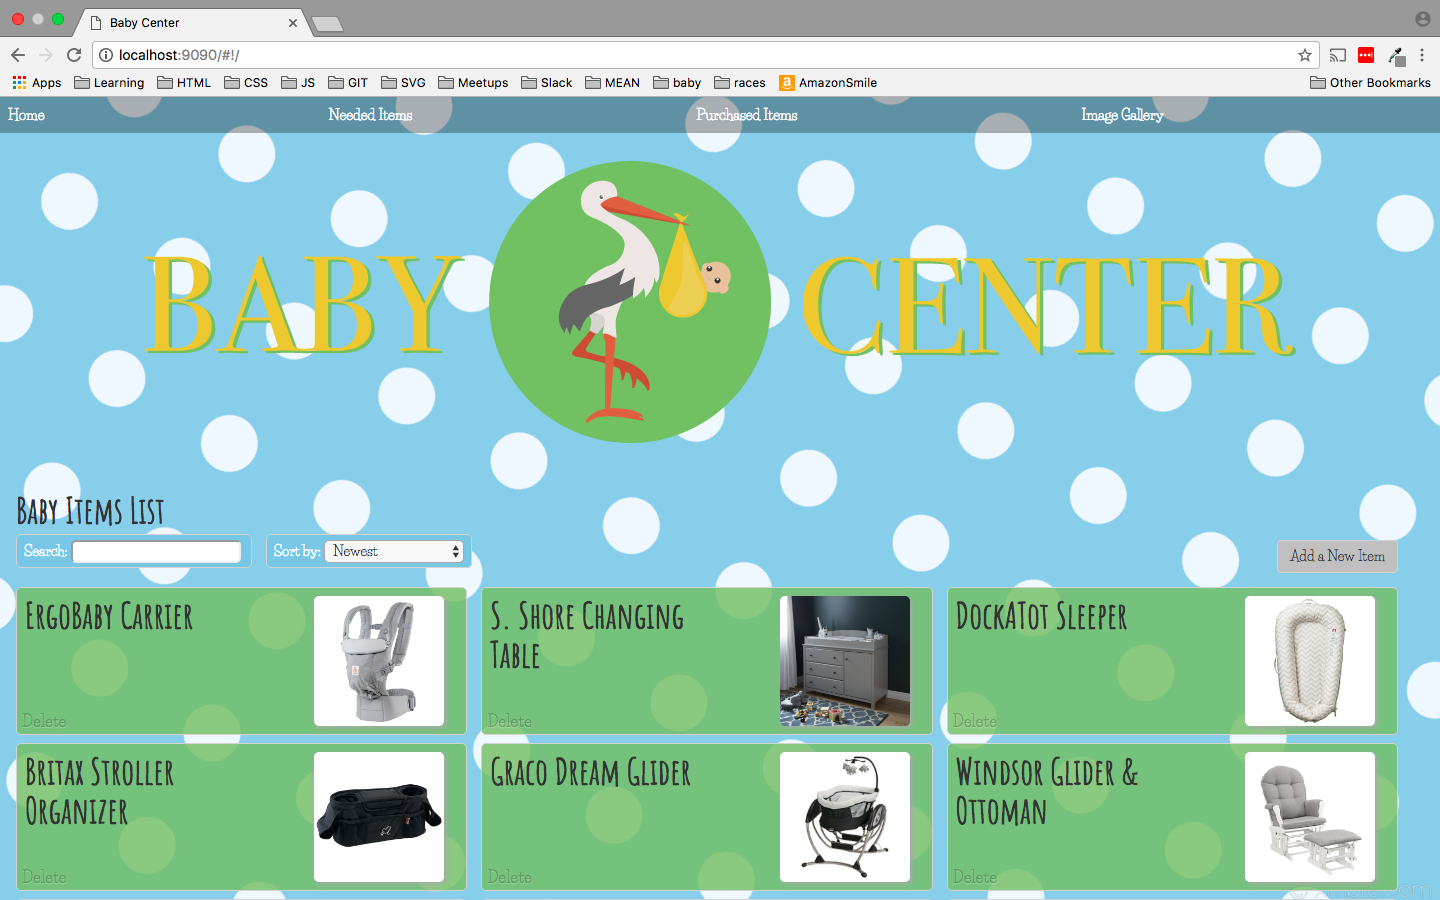 Baby Center
localhost:9090/#!/
Apps Learning HTML CSS JS GIT SVG Meetups Slack MEAN baby races AmazonSmile Other Bookmarks
Home Needed Items Purchased Items Image Gallery
BABY CENTER
Baby Items List
Search: Sort by: Newest Add a New Item
ErgoBaby Carrier
Delete
S. Shore Changing
Table
Delete
DockATot Sleeper
Delete
Britax Stroller
Organizer
Delete
Graco Dream Glider
Delete
Windsor Glider &
Ottoman
Delete